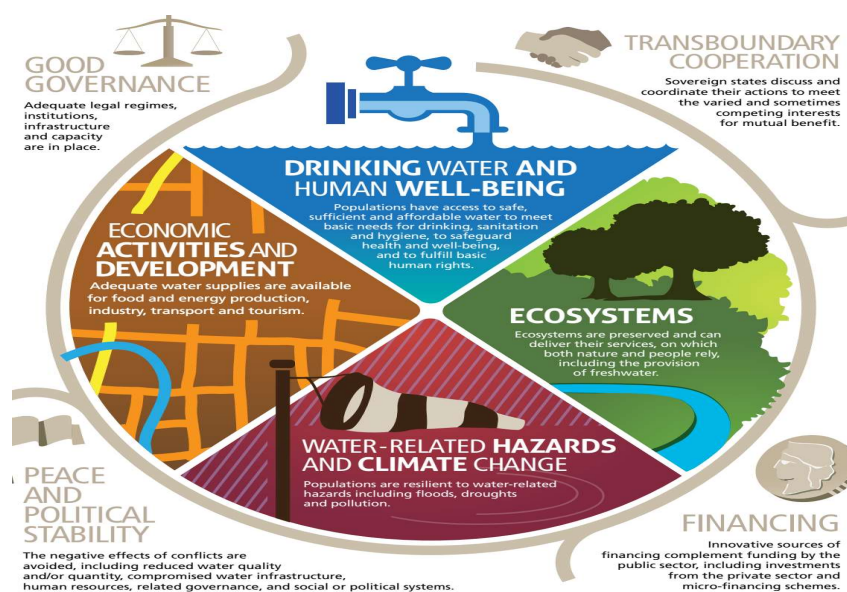 GOOD
GOVERNANCE
Adequate legal regimes,
institutions,
infrastructure
and capacity
are in place.
TRANSBOUNDARY
COOPERATION
Sovereign states discuss and
coordinate their actions to meet
the varied and sometimes
competing interests
for mutual benefit.
DRINKING WATER AND
HUMAN WELL-BEING
Populations have access to safe,
sufficient and affordable water to meet
basic needs for drinking, sanitation
and hygiene, to safeguard
health and well-being,
and to fulfill basic
human rights.
ECONOMIC
ACTIVITIES AND
DEVELOPMENT
Adequate water supplies are available
for food and energy production,
industry, transport and tourism.
ECOSYSTEMS
Ecosystems are preserved and can
deliver their services, on which
both nature and people rely,
including the provision
of freshwater.
WATER-RELATED HAZARDS
AND CLIMATE CHANGE
Populations are resilient to water-related
hazards including floods, droughts
and pollution.
PEACE
AND
POLITICAL
STABILITY
The negative effects of conflicts are
avoided, including reduced water quality
and/or quantity, compromised water infrastructure,
human resources, related governance, and social or political systems.
FINANCING
Innovative sources of
financing complement funding by the
public sector, including investments
from the private sector and
micro-financing schemes.